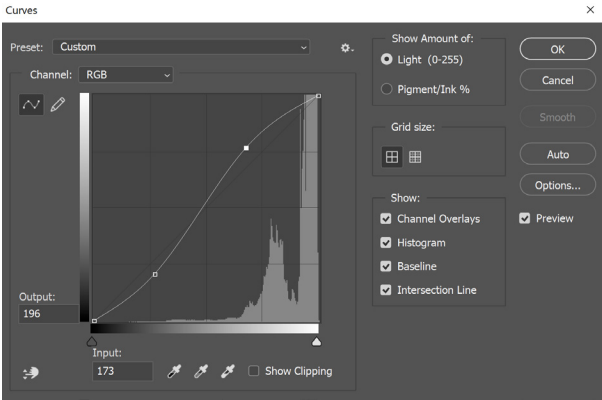 Curves
Preset: Custom
Channel: RGB
Output:
196
Input:
173
Show Clipping
Show Amount of:
Light (0-255)
Pigment/Ink %
Grid size:
Show:
Channel Overlays
Histogram
Baseline
Intersection Line
OK
Cancel
Smooth
Auto
Options...
Preview